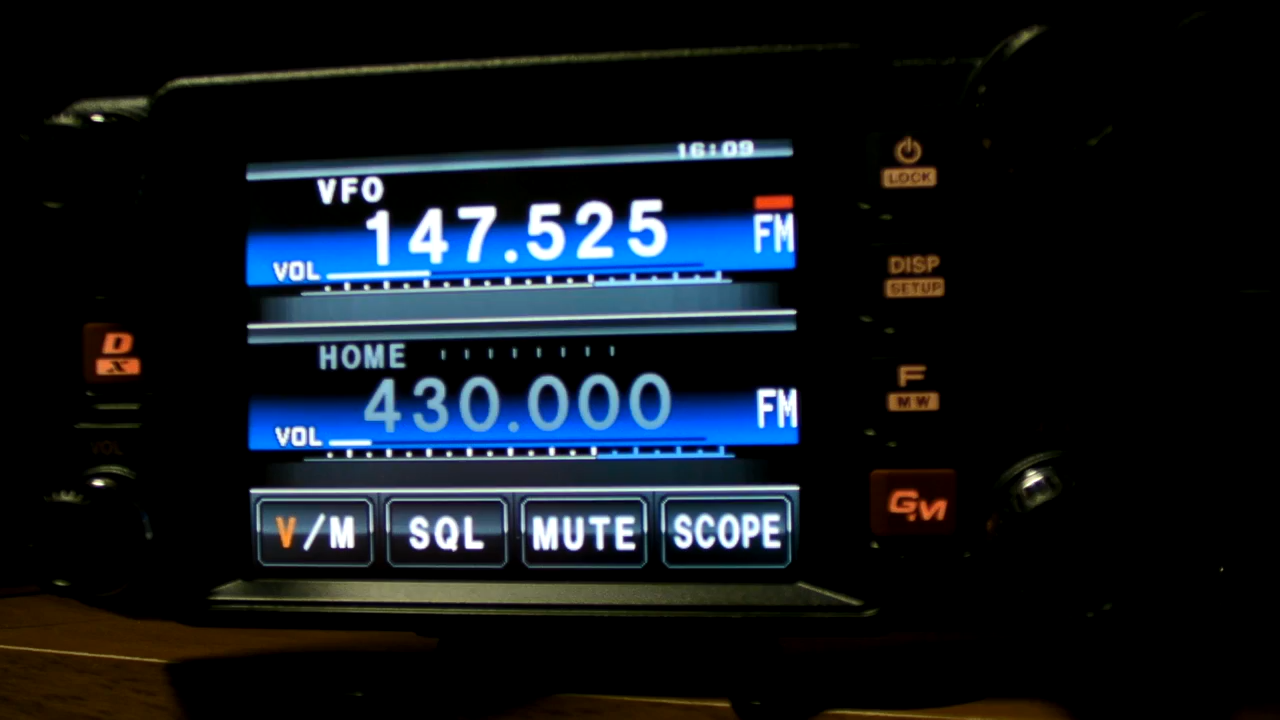 16:09
VFO
147.525
FM
VOL
HOME
430.000
FM
VOL
V/M SQL MUTE SCOPE
D
X
VOL
LOCK
DISP
SETUP
F
MW
GM